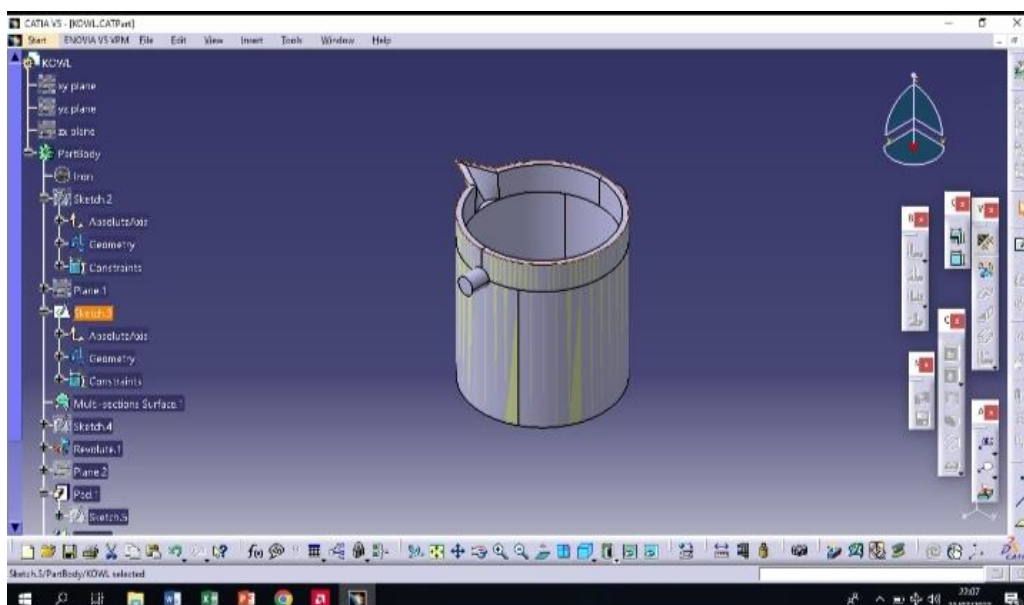 CATIA V5 - [KOWL.CATPart]
Start ENOVIA V5 VPM File Edit View Insert Tools Window Help
KOWL
xy plane
yz plane
zx plane
PartBody
Iron
Sketch.2
AbsoluteAxis
Geometry
Constraints
Plane.1
Sketch.3
AbsoluteAxis
Geometry
Constraints
Multi-sections Surface.1
Sketch.4
Revolute.1
Plane.2
Pad.1
Sketch.5
Sketch.5/PartBody/KOWL selected
22:07